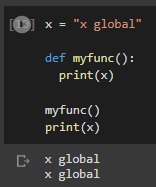 x = "x global"
def myfunc():
  print(x)
myfunc()
print(x)
x global
x global